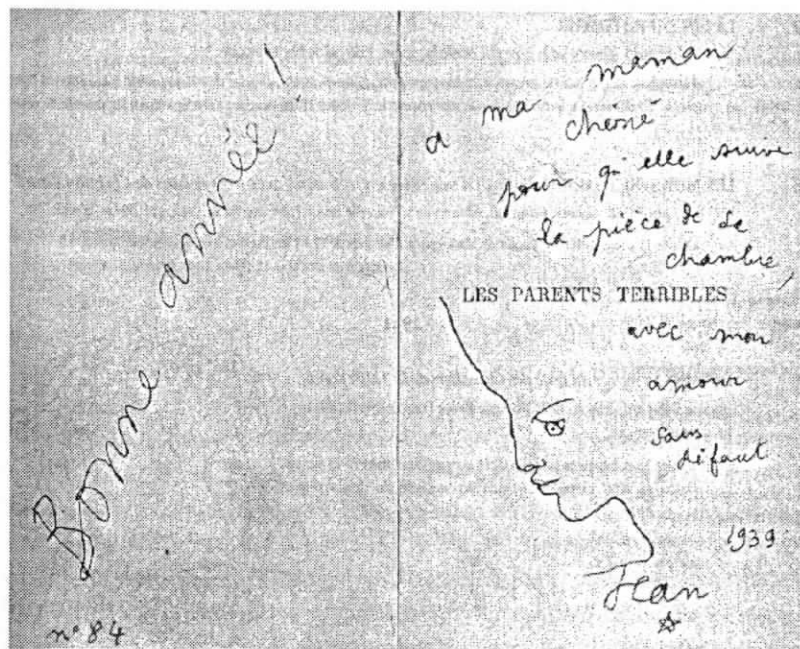 Bonne année !
n° 84
a ma maman
chérie
pour qu'elle suive
la pièce de sa
chambre,
LES PARENTS TERRIBLES
avec mon
amour
sans
défaut
1939
Jean